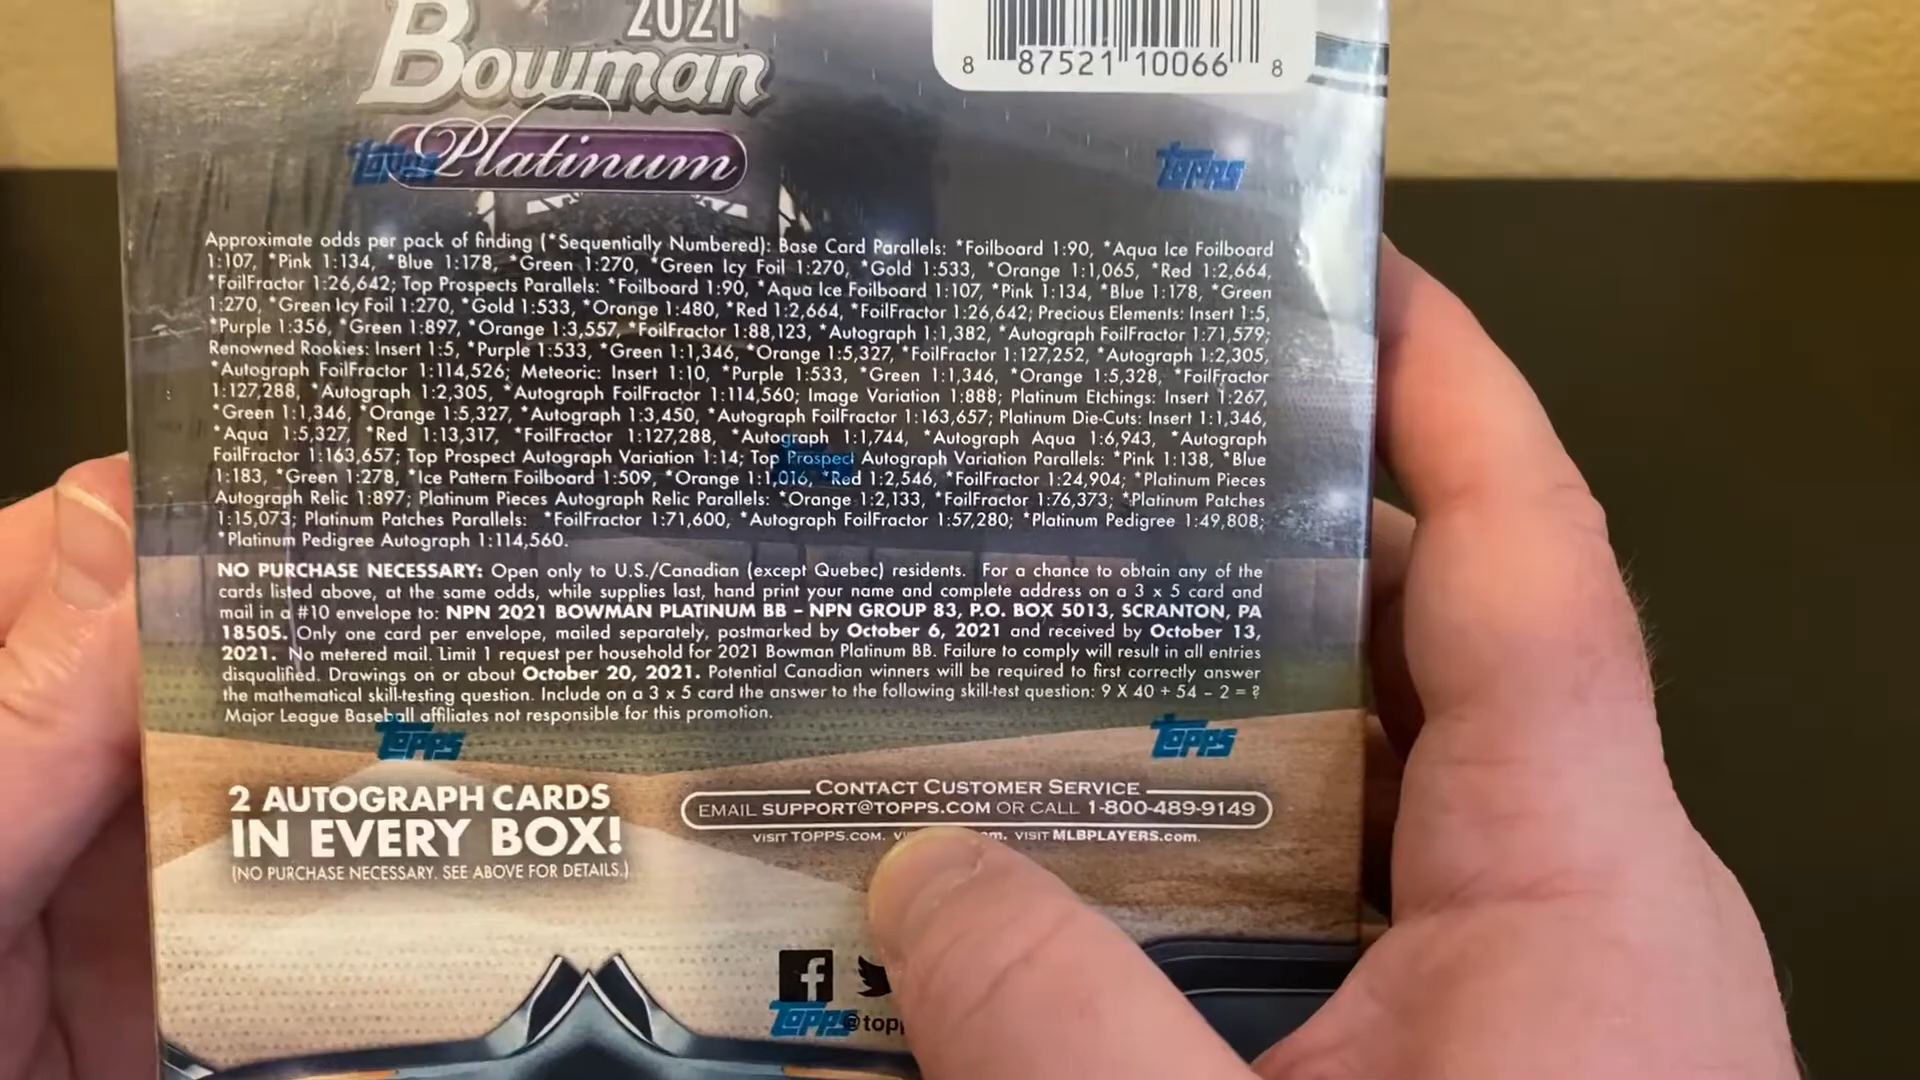 2021
Bowman
Platinum
8 87521 10066 8
TOPPS TOPPS
Approximate odds per pack of finding (*Sequentially Numbered): Base Card Parallels: *Foilboard 1:90, *Aqua Ice Foilboard
1:107, *Pink 1:134, *Blue 1:178, *Green 1:270, *Green Icy Foil 1:270, *Gold 1:533, *Orange 1:1,065, *Red 1:2,664,
*FoilFractor 1:26,642; Top Prospects Parallels: *Foilboard 1:90, *Aqua Ice Foilboard 1:107, *Pink 1:134, *Blue 1:178, *Green
1:270, *Green Icy Foil 1:270, *Gold 1:533, *Orange 1:480, *Red 1:2,664, *FoilFractor 1:26,642; Precious Elements: Insert 1:5,
*Purple 1:356, *Green 1:897, *Orange 1:3,557, *FoilFractor 1:88,123, *Autograph 1:1,382, *Autograph FoilFractor 1:71,579;
Renowned Rookies: Insert 1:5, *Purple 1:533, *Green 1:1,346, *Orange 1:5,327, *FoilFractor 1:127,252, *Autograph 1:2,305,
*Autograph FoilFractor 1:114,526; Meteoric: Insert 1:10, *Purple 1:533, *Green 1:1,346, *Orange 1:5,328, *FoilFractor
1:127,288, *Autograph 1:2,305, *Autograph FoilFractor 1:114,560; Image Variation 1:888; Platinum Etchings: Insert 1:267,
*Green 1:1,346, *Orange 1:5,327, *Autograph 1:3,450, *Autograph FoilFractor 1:163,657; Platinum Die-Cuts: Insert 1:1,346,
*Aqua 1:5,327, *Red 1:13,317, *FoilFractor 1:127,288, *Autograph 1:1,744, *Autograph Aqua 1:6,943, *Autograph
FoilFractor 1:163,657; Top Prospect Autograph Variation 1:14; Top Prospect Autograph Variation Parallels: *Pink 1:138, *Blue
1:183, *Green 1:278, *Ice Pattern Foilboard 1:509, *Orange 1:1,016, *Red 1:2,546, *FoilFractor 1:24,904; *Platinum Pieces
Autograph Relic 1:897; Platinum Pieces Autograph Relic Parallels: *Orange 1:2,133, *FoilFractor 1:76,373; *Platinum Patches
1:15,073; Platinum Patches Parallels: *FoilFractor 1:71,600, *Autograph FoilFractor 1:57,280; *Platinum Pedigree 1:49,808;
*Platinum Pedigree Autograph 1:114,560.
NO PURCHASE NECESSARY: Open only to U.S./Canadian (except Quebec) residents. For a chance to obtain any of the
cards listed above, at the same odds, while supplies last, hand print your name and complete address on a 3 x 5 card and
mail in a #10 envelope to: NPN 2021 BOWMAN PLATINUM BB – NPN GROUP 83, P.O. BOX 5013, SCRANTON, PA
18505. Only one card per envelope, mailed separately, postmarked by October 6, 2021 and received by October 13,
2021. No metered mail. Limit 1 request per household for 2021 Bowman Platinum BB. Failure to comply will result in all entries
disqualified. Drawings on or about October 20, 2021. Potential Canadian winners will be required to first correctly answer
the mathematical skill-testing question. Include on a 3 x 5 card the answer to the following skill-test question: 9 X 40 + 54 – 2 = ?
Major League Baseball affiliates not responsible for this promotion.
TOPPS TOPPS
2 AUTOGRAPH CARDS
IN EVERY BOX!
(NO PURCHASE NECESSARY. SEE ABOVE FOR DETAILS.)
CONTACT CUSTOMER SERVICE
EMAIL SUPPORT@TOPPS.COM OR CALL 1-800-489-9149
VISIT TOPPS.COM. VISIT MLBPLAYERS.com.
f
TOPPS @topp